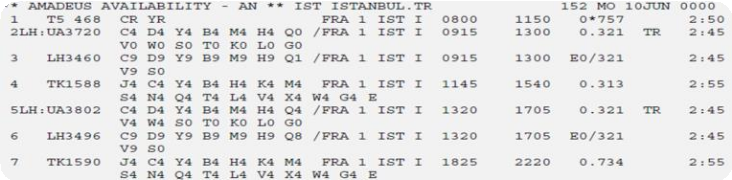 ** AMADEUS AVAILABILITY - AN ** IST ISTANBUL.TR 152 MO 10JUN 0000
1 T5 468 CR YR FRA 1 IST I 0800 1150 0*757 2:50
2LH:UA3720 C4 D4 Y4 B4 M4 H4 Q0 /FRA 1 IST I 0915 1300 0.321 TR 2:45
V0 W0 S0 T0 K0 L0 G0
3 LH3460 C9 D9 Y9 B9 M9 H9 Q1 /FRA 1 IST I 0915 1300 E0/321 2:45
V9 S0
4 TK1588 J4 C4 Y4 B4 H4 K4 M4 FRA 1 IST I 1145 1540 0.313 2:55
S4 N4 Q4 T4 L4 V4 X4 W4 G4 E
5LH:UA3802 C4 D4 Y4 B4 M4 H4 Q4 /FRA 1 IST I 1320 1705 0.321 TR 2:45
V4 W4 S0 T0 K0 L0 G0
6 LH3496 C9 D9 Y9 B9 M9 H9 Q8 /FRA 1 IST I 1320 1705 E0/321 2:45
V9 S0
7 TK1590 J4 C4 Y4 B4 H4 K4 M4 FRA 1 IST I 1825 2220 0.734 2:55
S4 N4 Q4 T4 L4 V4 X4 W4 G4 E